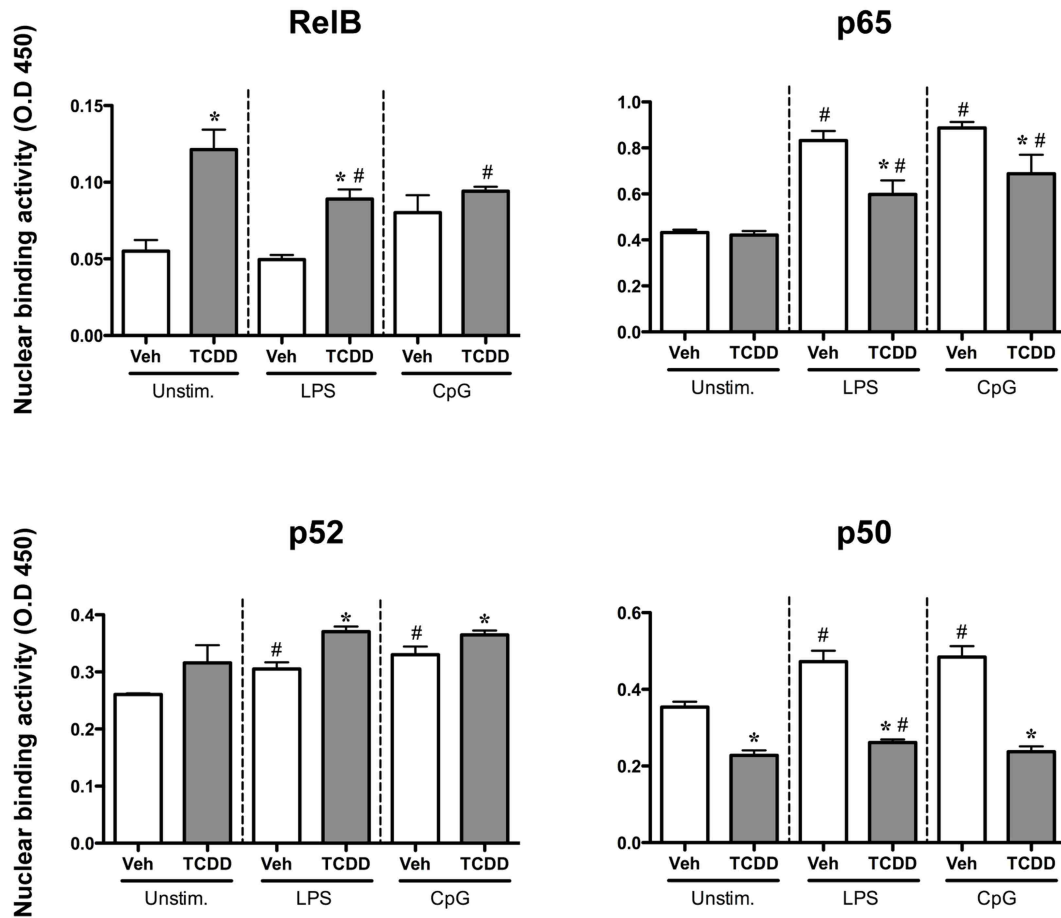 RelB
Nuclear binding activity (O.D 450)
0.15
0.10
0.05
0.00
*
* #
#
Veh TCDD Veh TCDD Veh TCDD
Unstim. LPS CpG
p65
1.0
0.8
0.6
0.4
0.2
0.0
#
* #
#
* #
Veh TCDD Veh TCDD Veh TCDD
Unstim. LPS CpG
p52
Nuclear binding activity (O.D 450)
0.4
0.3
0.2
0.1
0.0
#
*
#
*
Veh TCDD Veh TCDD Veh TCDD
Unstim. LPS CpG
p50
0.6
0.4
0.2
0.0
*
#
* #
#
*
Veh TCDD Veh TCDD Veh TCDD
Unstim. LPS CpG